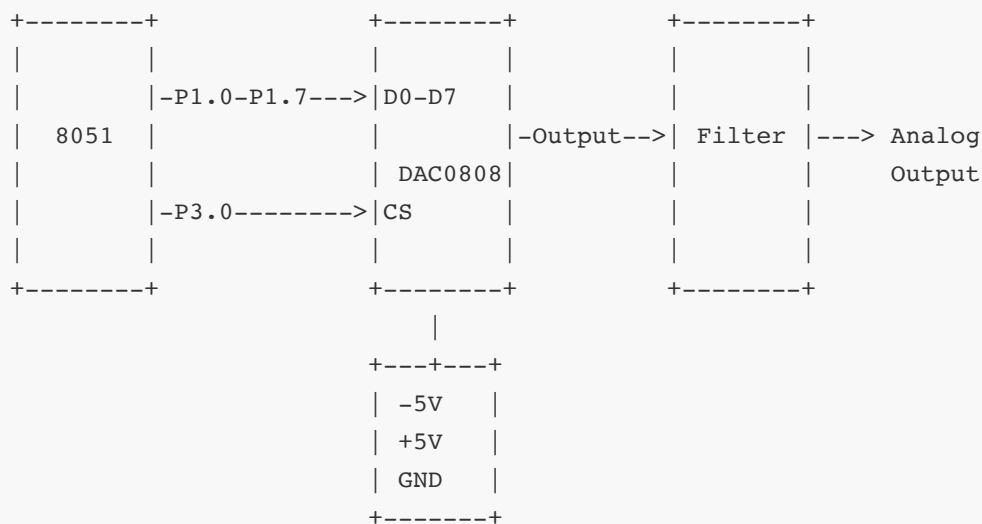 +--------+              +--------+          +--------+
|        |              |        |          |        |
|        |-P1.0-P1.7--->|D0-D7   |          |        |
|  8051  |              |        |-Output-->| Filter |---> Analog
|        |              | DAC0808|          |        |     Output
|        |-P3.0-------->|CS      |          |        |
|        |              |        |          |        |
+--------+              +--------+          +--------+
                            |
                        +---+---+
                        | -5V   |
                        | +5V   |
                        | GND   |
                        +-------+